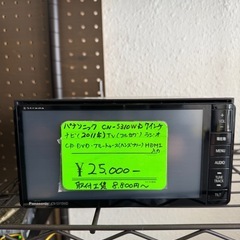 パナソニック CN-S310WD ワイド
ナビ(2011年)TV(フルセグ)ラジオ
CD DVD ブルートゥース(ハンズフリー) HDMI
入力
¥25,000-
取付工賃 8,800円〜
Panasonic